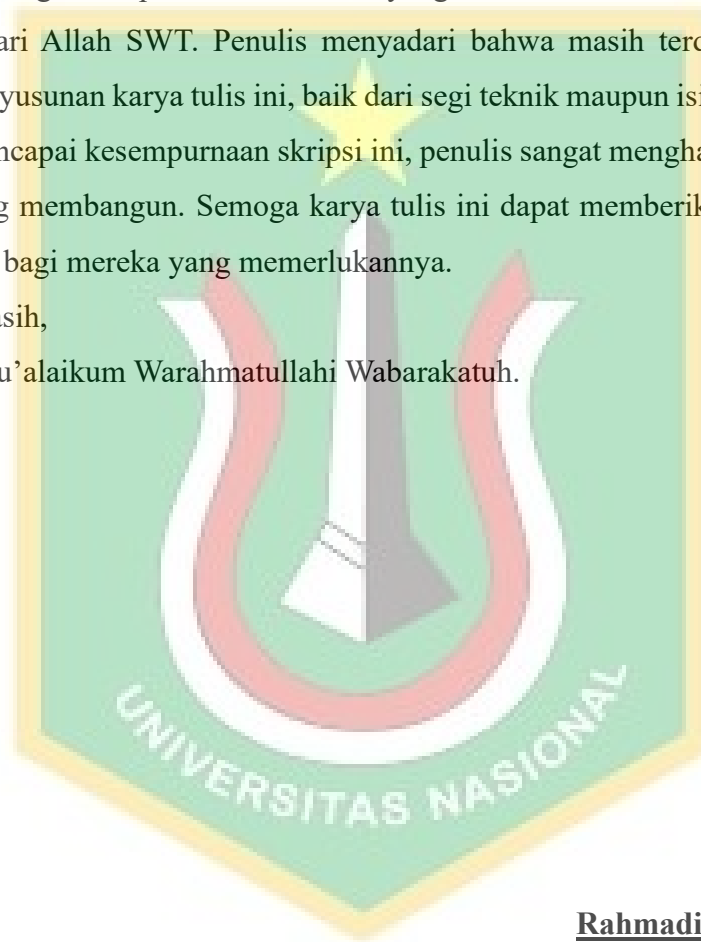 ari Allah SWT. Penulis menyadari bahwa masih terd
yusunan karya tulis ini, baik dari segi teknik maupun isi
ncapai kesempurnaan skripsi ini, penulis sangat mengha
g membangun. Semoga karya tulis ini dapat memberik
bagi mereka yang memerlukannya.
asih,
u’alaikum Warahmatullahi Wabarakatuh.
UNIVERSITAS NASIONAL
Rahmadi